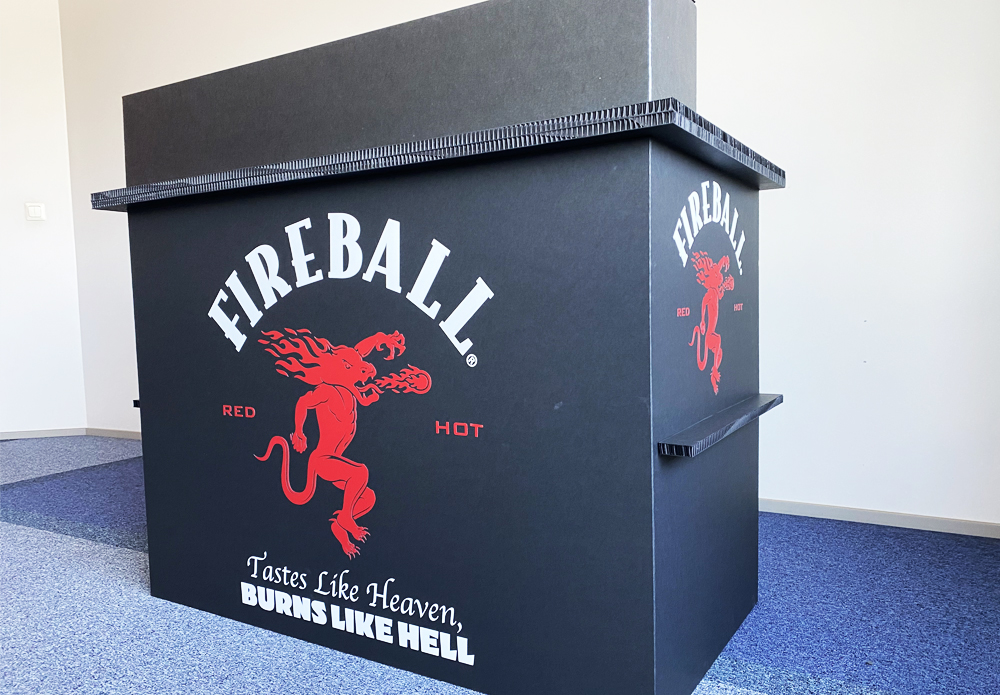 FIREBALL®
RED HOT
Tastes Like Heaven,
BURNS LIKE HELL
FIREBALL
RED HOT